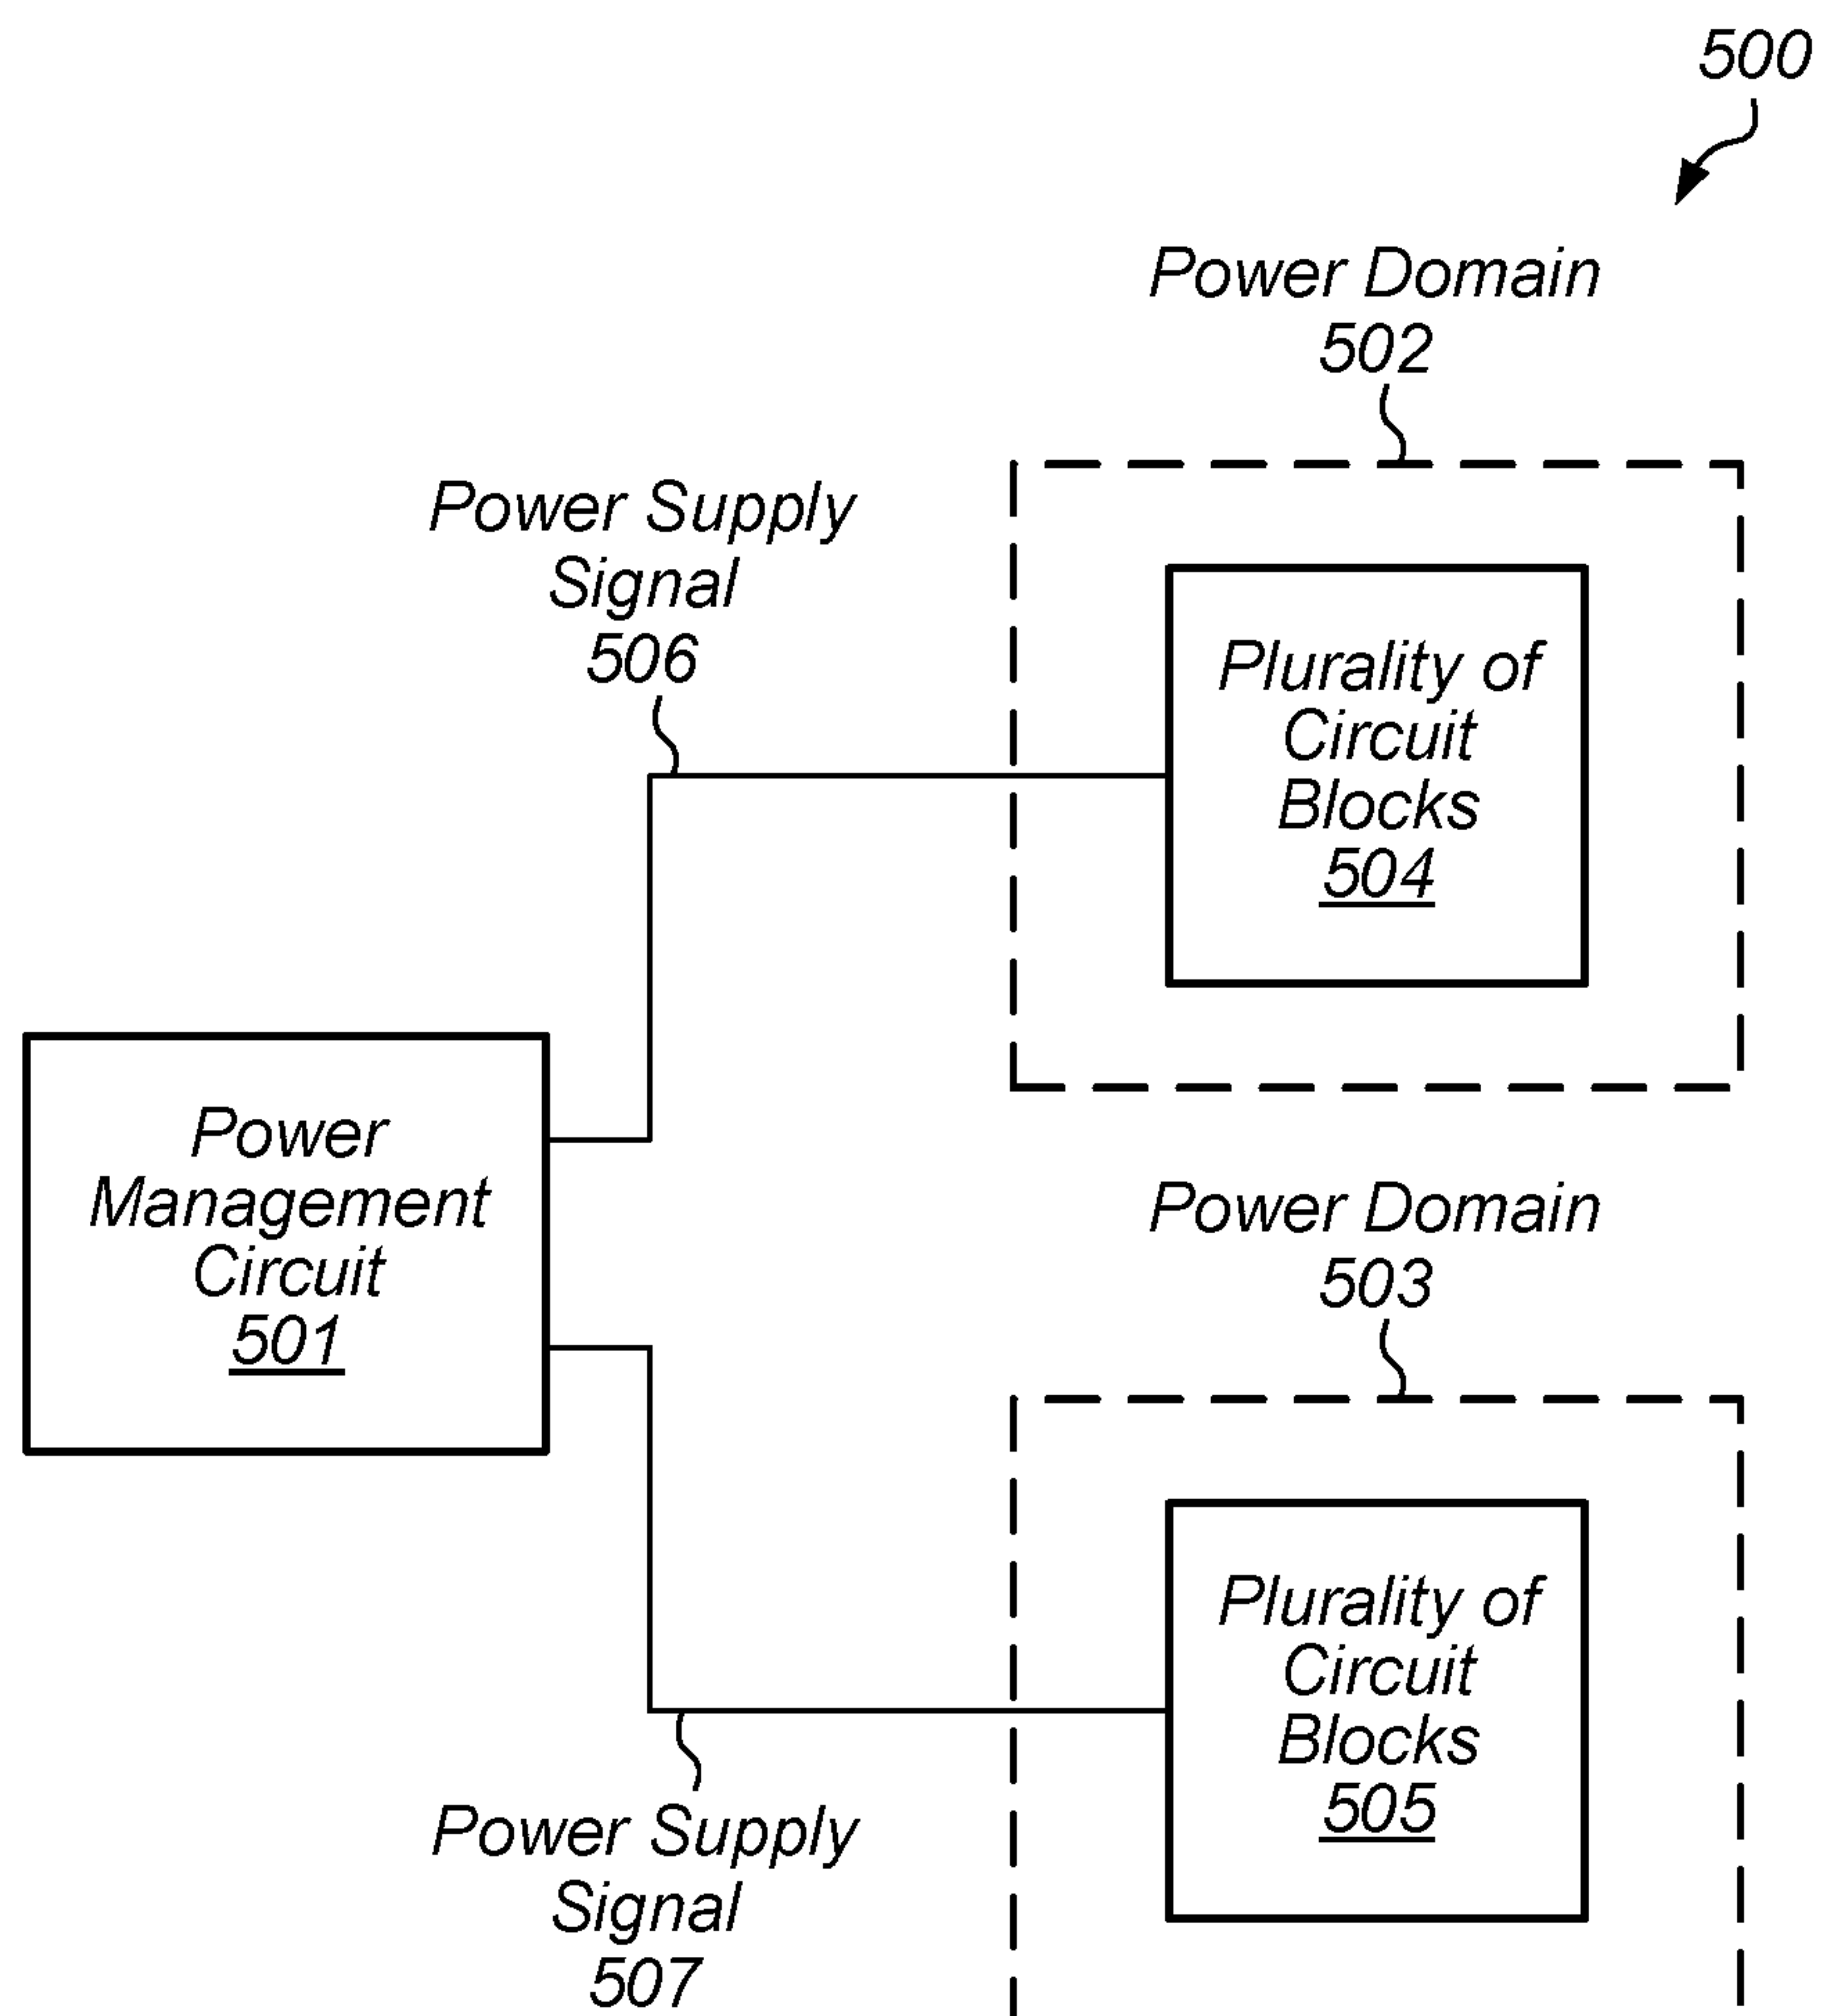 500
Power Domain
502
Power Supply
Signal
506
Plurality of
Circuit
Blocks
504
Power
Management
Circuit
501
Power Domain
503
Plurality of
Circuit
Blocks
505
Power Supply
Signal
507